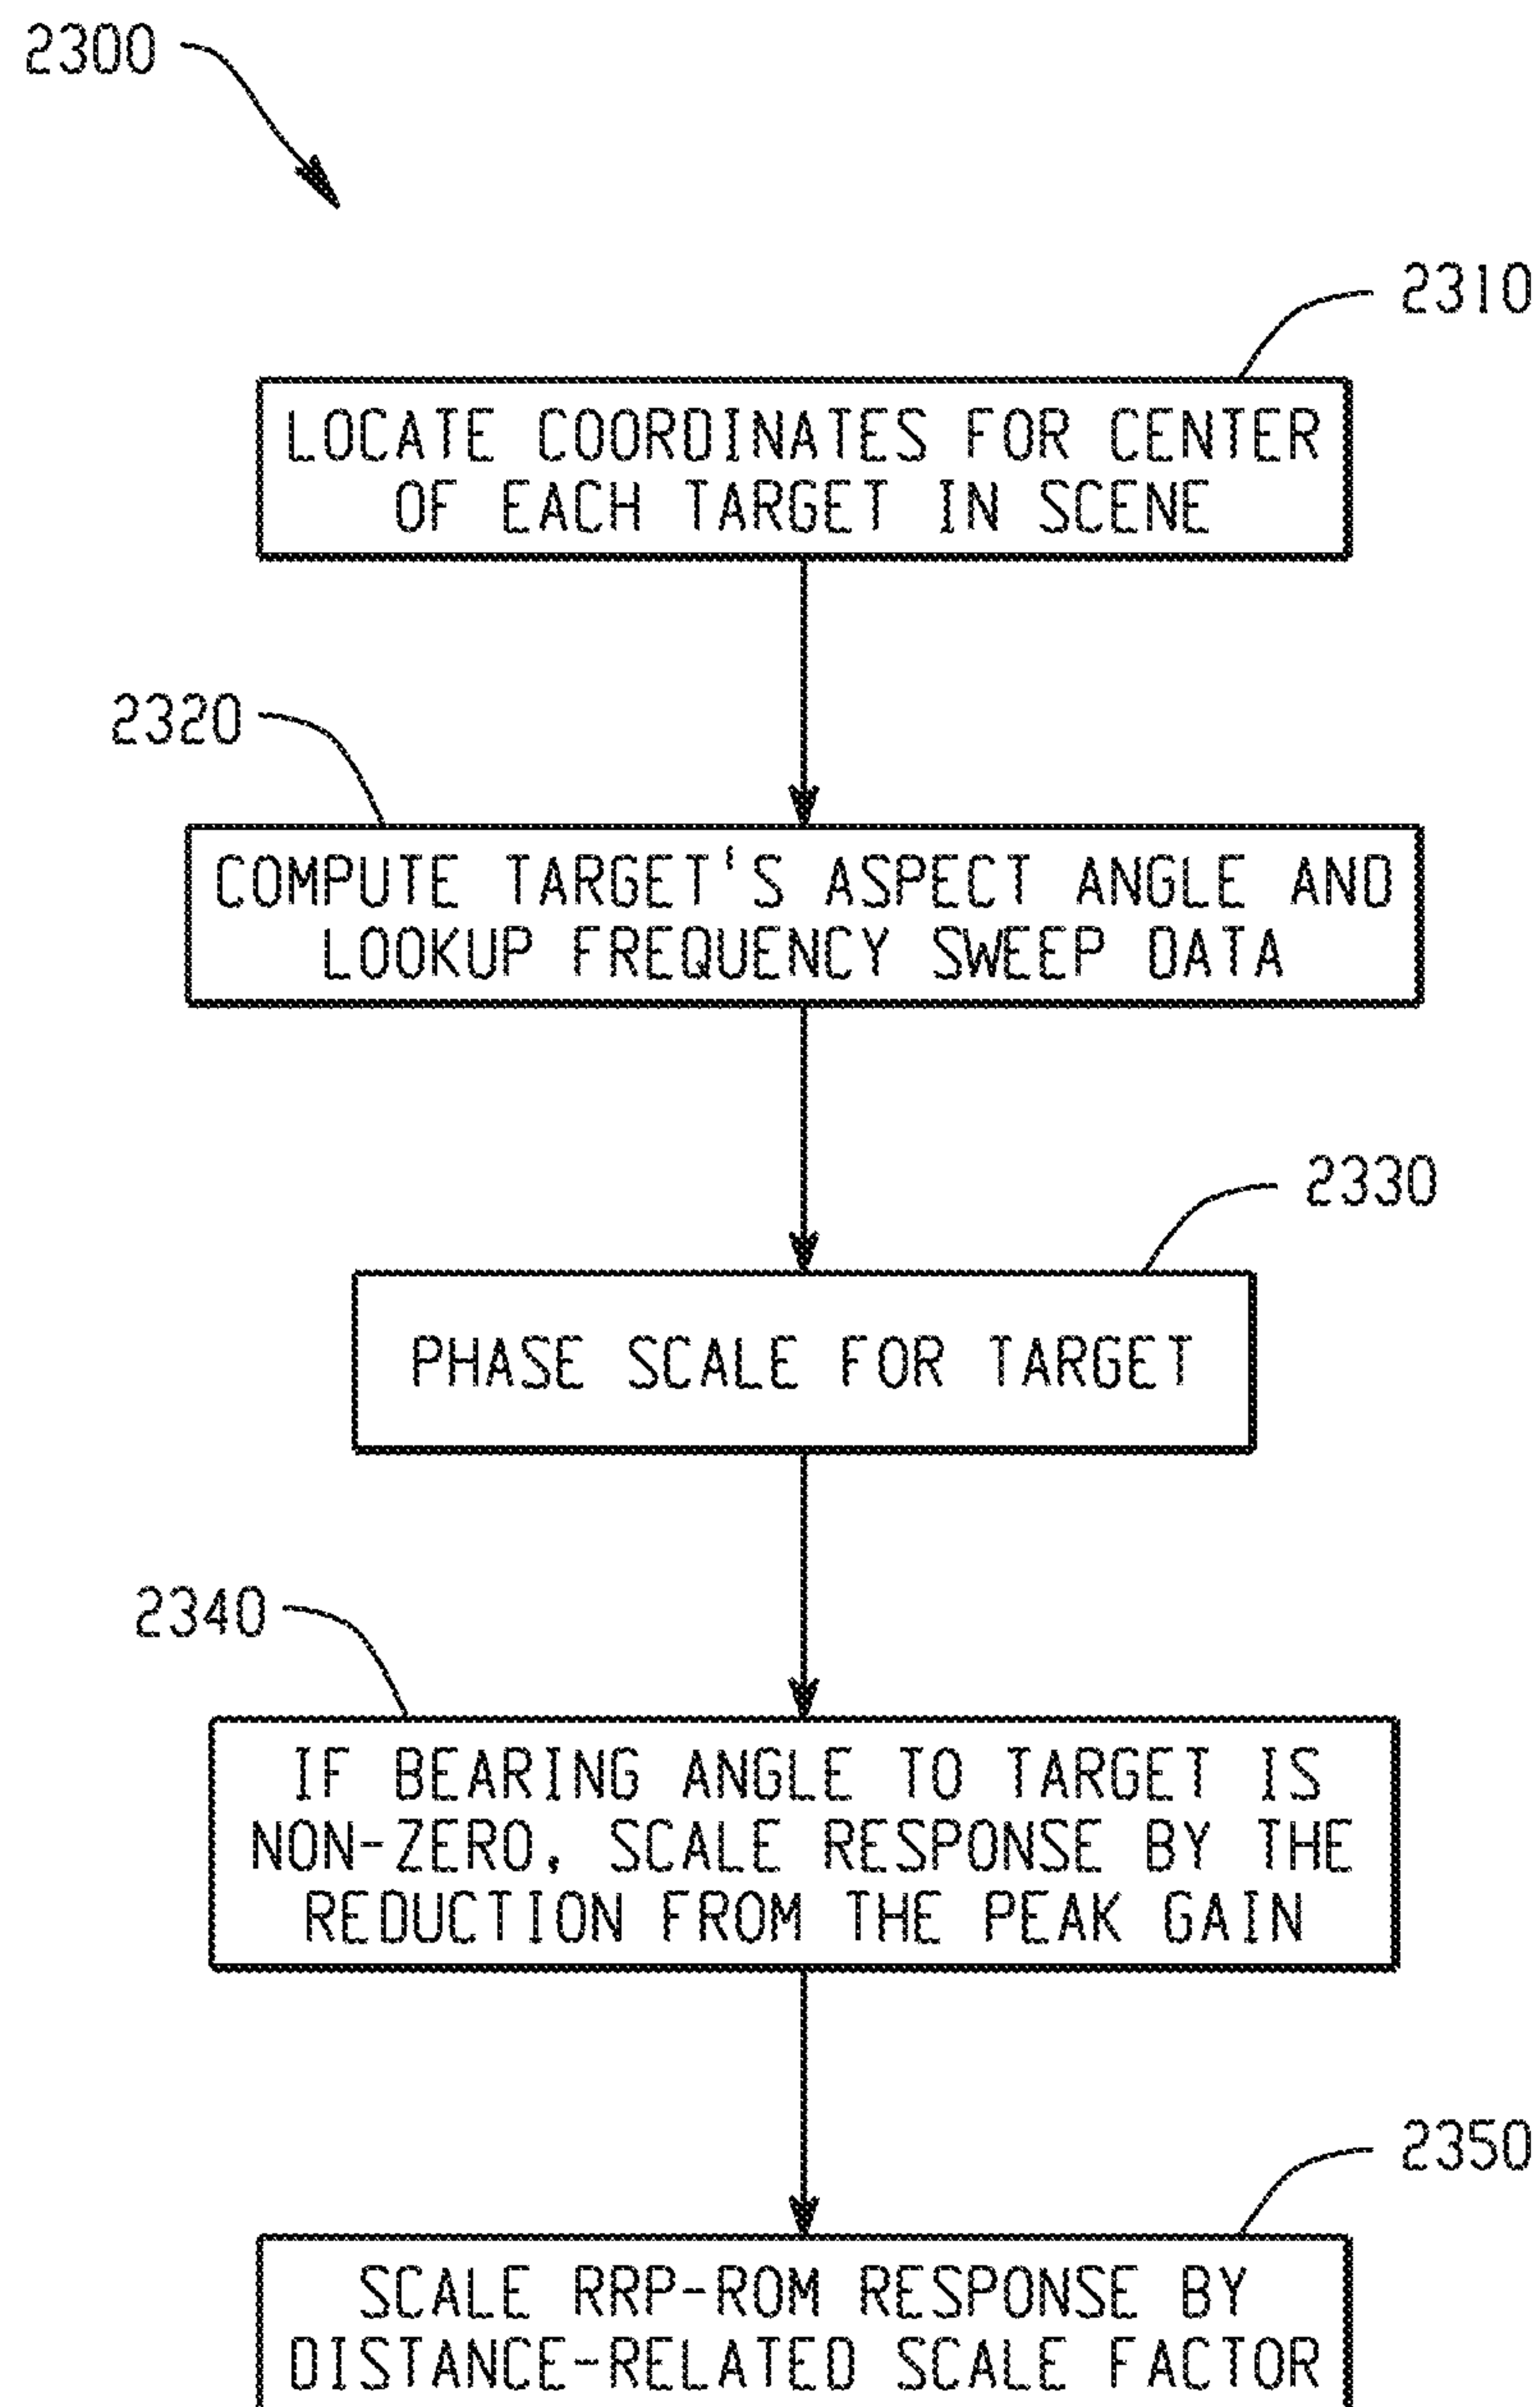 2300
2310
LOCATE COORDINATES FOR CENTER
OF EACH TARGET IN SCENE
2320
COMPUTE TARGET'S ASPECT ANGLE AND
LOOKUP FREQUENCY SWEEP DATA
2330
PHASE SCALE FOR TARGET
2340
IF BEARING ANGLE TO TARGET IS
NON-ZERO, SCALE RESPONSE BY THE
REDUCTION FROM THE PEAK GAIN
2350
SCALE RRP-ROM RESPONSE BY
DISTANCE-RELATED SCALE FACTOR